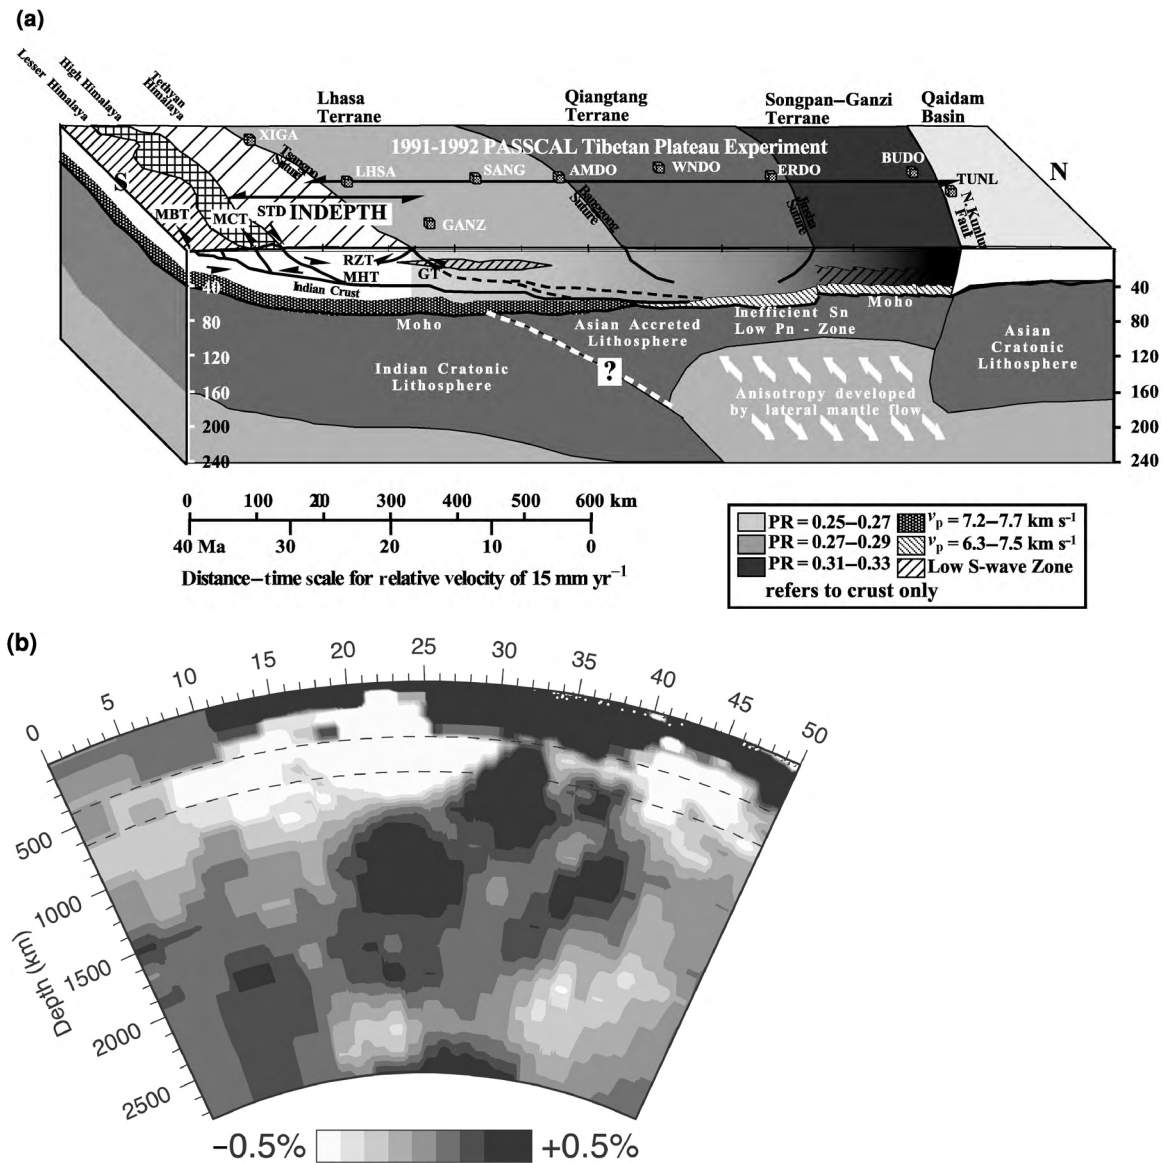 (a)
Lesser Himalaya
High Himalaya
Tethyan
Himalaya
Lhasa
Terrane
Qiangtang
Terrane
Songpan–Ganzi
Terrane
Qaidam
Basin
XIGA
1991-1992 PASSCAL Tibetan Plateau Experiment
BUDO
Tsangpo
Suture
LHSA
SANG
AMDO
WNDO
ERDO
TUNL
N
S
MBT
MCT
STD
INDEPTH
GANZ
Bangong
Suture
Jinsha
Suture
N. Kunlun
Fault
RZT
MHT
GT
Indian Crust
40
80
120
160
200
240
Moho
Asian Accreted
Lithosphere
Inefficient Sn
Low Pn - Zone
Moho
Asian
Cratonic
Lithosphere
Indian Cratonic
Lithosphere
?
Anisotropy developed
by lateral mantle flow
40
80
120
160
200
240
0 100 200 300 400 500 600 km
40 Ma 30 20 10 0
Distance–time scale for relative velocity of 15 mm yr⁻¹
PR = 0.25–0.27
PR = 0.27–0.29
PR = 0.31–0.33
vₚ = 7.2–7.7 km s⁻¹
vₚ = 6.3–7.5 km s⁻¹
Low S-wave Zone
refers to crust only
(b)
0 5 10 15 20 25 30 35 40 45 50
500
1000
1500
2000
2500
Depth (km)
−0.5% +0.5%